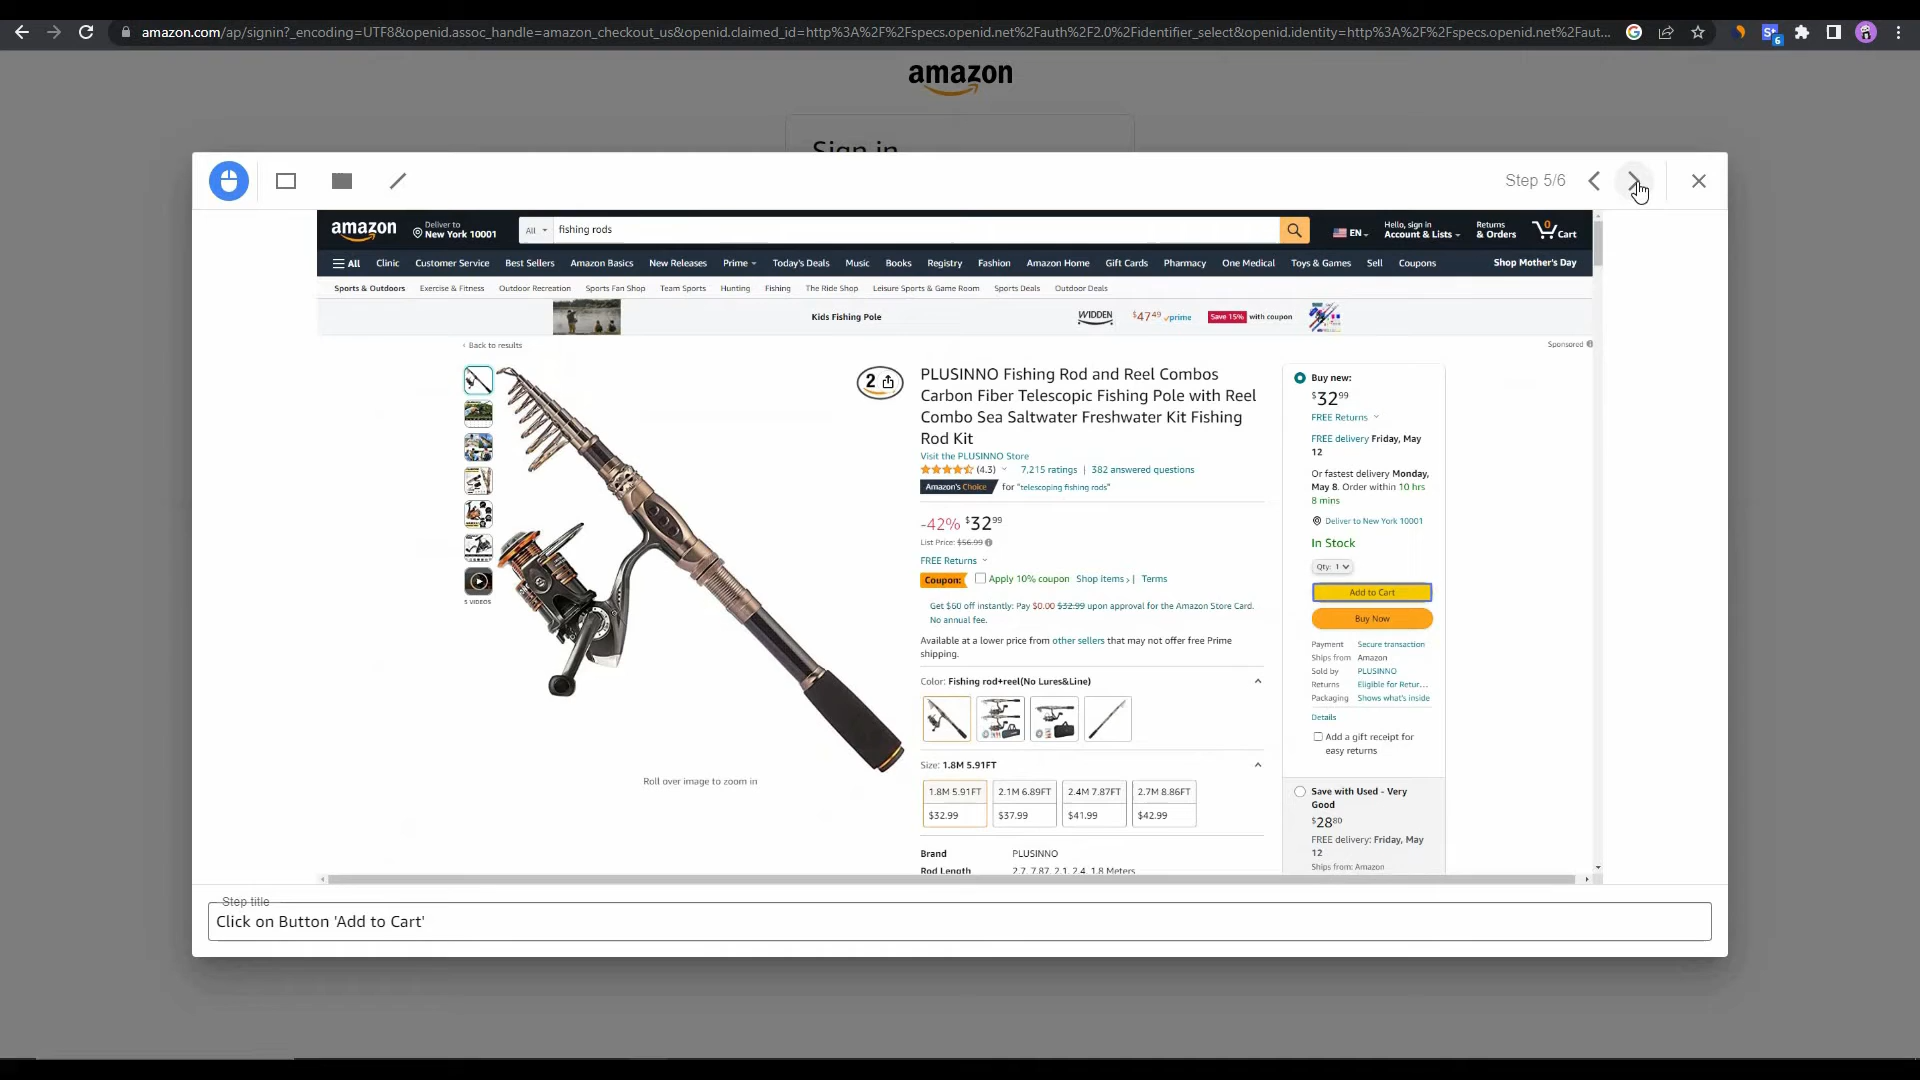 amazon.com/ap/signin?_encoding=UTF8&openid.assoc_handle=amazon_checkout_us&openid.claimed_id=http%3A%2F%2Fspecs.openid.net%2Fauth%2F2.0%2Fidentifier_select&openid.identity=http%3A%2F%2Fspecs.openid.net%2Faut...
6
amazon
Sign in
Step 5/6
amazon
Deliver to
New York 10001
All
fishing rods
EN
Hello, sign in
Account & Lists
Returns
& Orders
0
Cart
All Clinic Customer Service Best Sellers Amazon Basics New Releases Prime Today's Deals Music Books Registry Fashion Amazon Home Gift Cards Pharmacy One Medical Toys & Games Sell Coupons Shop Mother's Day
Sports & Outdoors Exercise & Fitness Outdoor Recreation Sports Fan Shop Team Sports Hunting Fishing The Ride Shop Leisure Sports & Game Room Sports Deals Outdoor Deals
Kids Fishing Pole WIDDEN $47.49 prime Save 15% with coupon
‹ Back to results
Sponsored
2
PLUSINNO Fishing Rod and Reel Combos
Carbon Fiber Telescopic Fishing Pole with Reel
Combo Sea Saltwater Freshwater Kit Fishing
Rod Kit
Visit the PLUSINNO Store
(4.3) 7,215 ratings | 382 answered questions
Amazon's Choice for "telescoping fishing rods"
-42% $32.99
List Price: $56.99
FREE Returns
Coupon: Apply 10% coupon Shop items › | Terms
Get $60 off instantly: Pay $0.00 $32.99 upon approval for the Amazon Store Card.
No annual fee.
Available at a lower price from other sellers that may not offer free Prime
shipping.
Color: Fishing rod+reel(No Lures&Line)
Size: 1.8M 5.91FT
1.8M 5.91FT 2.1M 6.89FT 2.4M 7.87FT 2.7M 8.86FT
$32.99 $37.99 $41.99 $42.99
Brand PLUSINNO
Rod Length 2.7, 7.87, 2.1, 2.4, 1.8 Meters
5 VIDEOS
Roll over image to zoom in
Buy new:
$32.99
FREE Returns
FREE delivery Friday, May
12
Or fastest delivery Monday,
May 8. Order within 10 hrs
8 mins
Deliver to New York 10001
In Stock
Qty: 1
Add to Cart
Buy Now
Payment Secure transaction
Ships from Amazon
Sold by PLUSINNO
Returns Eligible for Retur...
Packaging Shows what's inside
Details
Add a gift receipt for
easy returns
Save with Used - Very
Good
$28.80
FREE delivery: Friday, May
12
Ships from: Amazon
Step title
Click on Button 'Add to Cart'